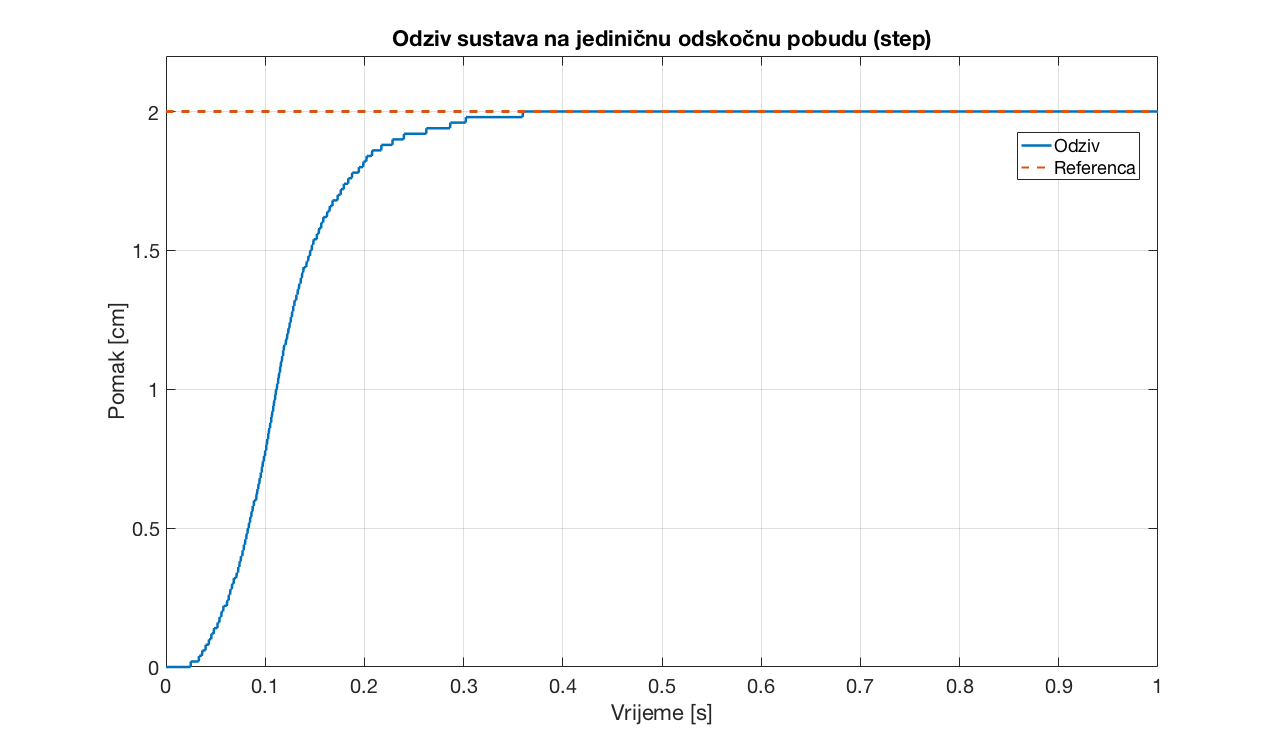 Odziv sustava na jediničnu odskočnu pobudu (step)
2
1.5
1
0.5
0
Pomak [cm]
Odziv
Referenca
0 0.1 0.2 0.3 0.4 0.5 0.6 0.7 0.8 0.9 1
Vrijeme [s]